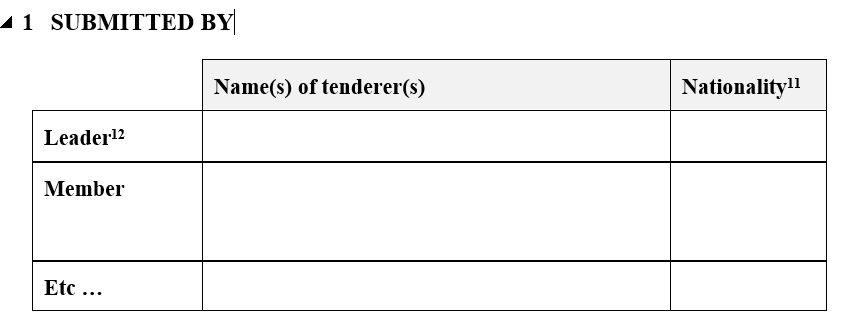 1 SUBMITTED BY
Name(s) of tenderer(s) Nationality¹¹
Leader¹²
Member
Etc …